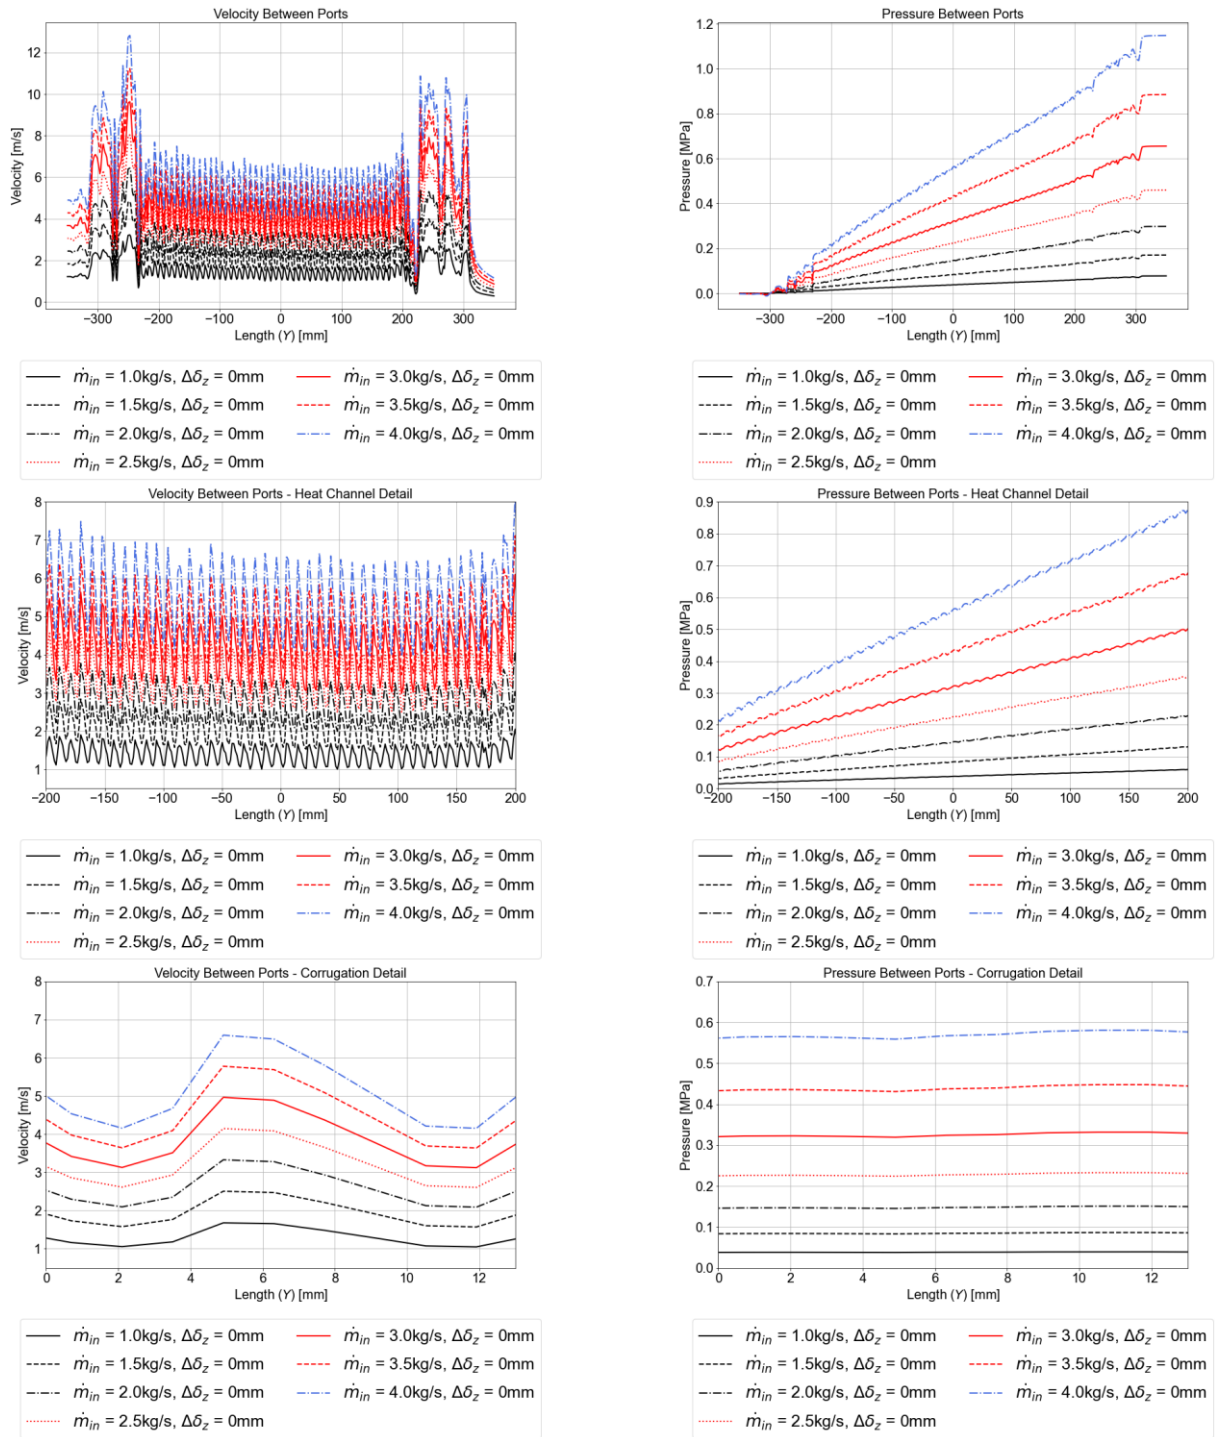 Velocity Between Ports
Velocity [m/s]
12
10
8
6
4
2
0
−300 −200 −100 0 100 200 300
Length (Y) [mm]
ṁin = 1.0kg/s, Δδz = 0mm
ṁin = 1.5kg/s, Δδz = 0mm
ṁin = 2.0kg/s, Δδz = 0mm
ṁin = 2.5kg/s, Δδz = 0mm
ṁin = 3.0kg/s, Δδz = 0mm
ṁin = 3.5kg/s, Δδz = 0mm
ṁin = 4.0kg/s, Δδz = 0mm
Pressure Between Ports
Pressure [MPa]
1.2
1.0
0.8
0.6
0.4
0.2
0.0
−300 −200 −100 0 100 200 300
Length (Y) [mm]
ṁin = 1.0kg/s, Δδz = 0mm
ṁin = 1.5kg/s, Δδz = 0mm
ṁin = 2.0kg/s, Δδz = 0mm
ṁin = 2.5kg/s, Δδz = 0mm
ṁin = 3.0kg/s, Δδz = 0mm
ṁin = 3.5kg/s, Δδz = 0mm
ṁin = 4.0kg/s, Δδz = 0mm
Velocity Between Ports - Heat Channel Detail
Velocity [m/s]
8
7
6
5
4
3
2
1
−200 −150 −100 −50 0 50 100 150 200
Length (Y) [mm]
ṁin = 1.0kg/s, Δδz = 0mm
ṁin = 1.5kg/s, Δδz = 0mm
ṁin = 2.0kg/s, Δδz = 0mm
ṁin = 2.5kg/s, Δδz = 0mm
ṁin = 3.0kg/s, Δδz = 0mm
ṁin = 3.5kg/s, Δδz = 0mm
ṁin = 4.0kg/s, Δδz = 0mm
Pressure Between Ports - Heat Channel Detail
Pressure [MPa]
0.9
0.8
0.7
0.6
0.5
0.4
0.3
0.2
0.1
0.0
−200 −150 −100 −50 0 50 100 150 200
Length (Y) [mm]
ṁin = 1.0kg/s, Δδz = 0mm
ṁin = 1.5kg/s, Δδz = 0mm
ṁin = 2.0kg/s, Δδz = 0mm
ṁin = 2.5kg/s, Δδz = 0mm
ṁin = 3.0kg/s, Δδz = 0mm
ṁin = 3.5kg/s, Δδz = 0mm
ṁin = 4.0kg/s, Δδz = 0mm
Velocity Between Ports - Corrugation Detail
Velocity [m/s]
8
7
6
5
4
3
2
1
0 2 4 6 8 10 12
Length (Y) [mm]
ṁin = 1.0kg/s, Δδz = 0mm
ṁin = 1.5kg/s, Δδz = 0mm
ṁin = 2.0kg/s, Δδz = 0mm
ṁin = 2.5kg/s, Δδz = 0mm
ṁin = 3.0kg/s, Δδz = 0mm
ṁin = 3.5kg/s, Δδz = 0mm
ṁin = 4.0kg/s, Δδz = 0mm
Pressure Between Ports - Corrugation Detail
Pressure [MPa]
0.7
0.6
0.5
0.4
0.3
0.2
0.1
0.0
0 2 4 6 8 10 12
Length (Y) [mm]
ṁin = 1.0kg/s, Δδz = 0mm
ṁin = 1.5kg/s, Δδz = 0mm
ṁin = 2.0kg/s, Δδz = 0mm
ṁin = 2.5kg/s, Δδz = 0mm
ṁin = 3.0kg/s, Δδz = 0mm
ṁin = 3.5kg/s, Δδz = 0mm
ṁin = 4.0kg/s, Δδz = 0mm